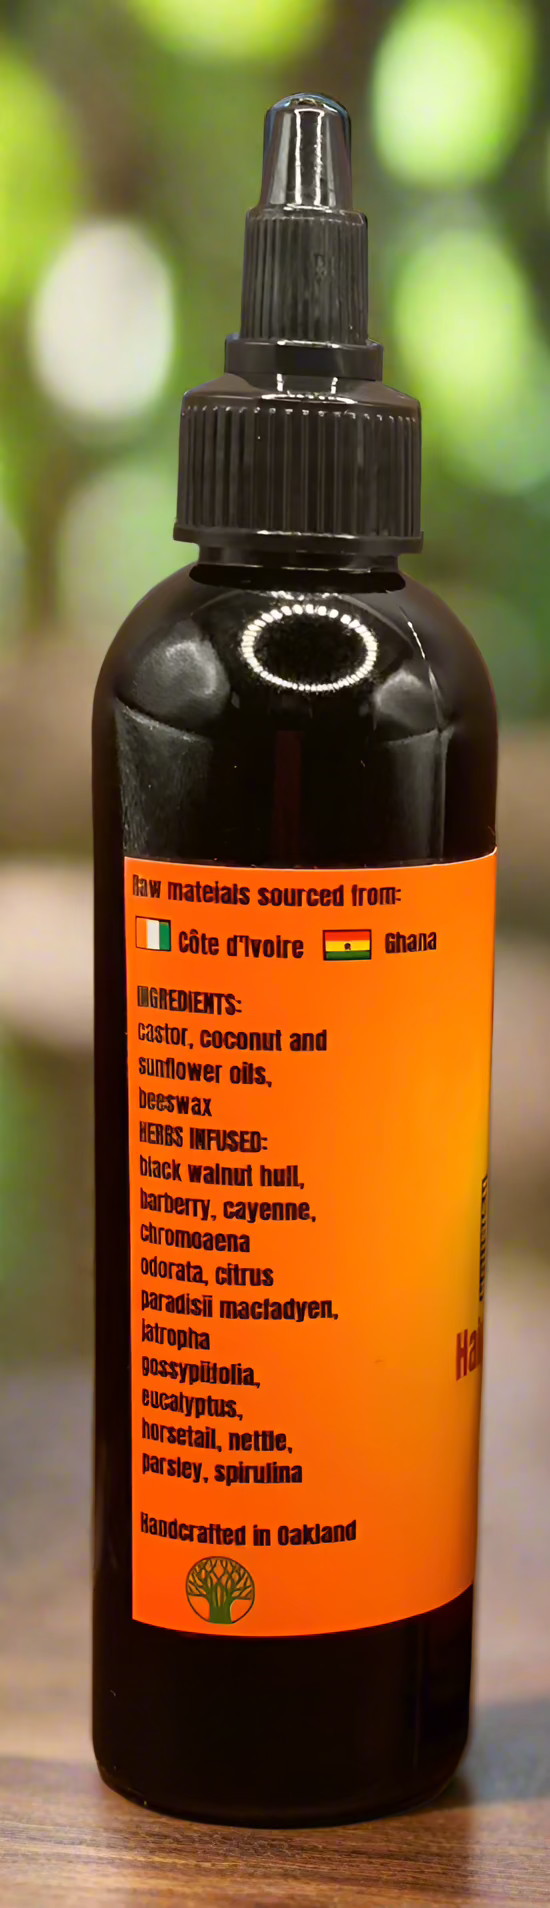 Raw mateials sourced from:
Côte d'Ivoire Ghana
INGREDIENTS:
castor, coconut and
sunflower oils,
beeswax
HERBS INFUSED:
black walnut hull,
barberry, cayenne,
chromoaena
odorata, citrus
paradisii macfadyen,
jatropha
gossypiifolia,
eucalyptus,
horsetail, nettle,
parsley, spirulina
Handcrafted in Oakland